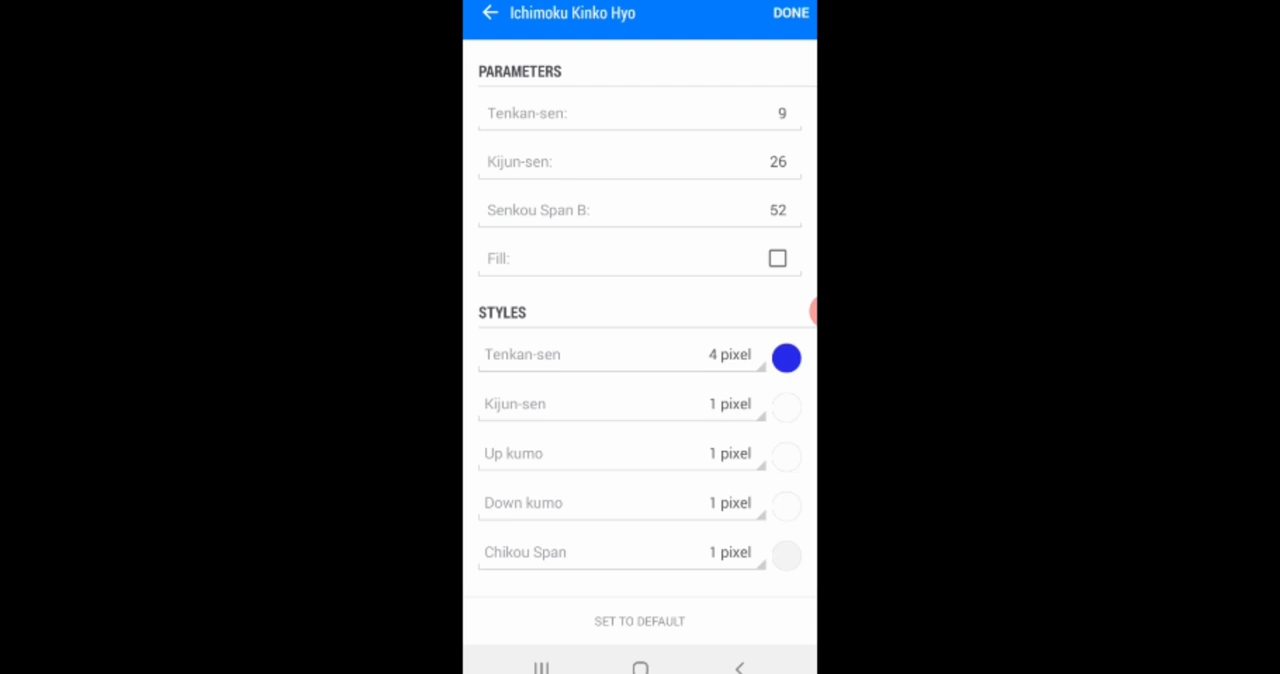 Ichimoku Kinko Hyo DONE
PARAMETERS
Tenkan-sen: 9
Kijun-sen: 26
Senkou Span B: 52
Fill:
STYLES
Tenkan-sen 4 pixel
Kijun-sen 1 pixel
Up kumo 1 pixel
Down kumo 1 pixel
Chikou Span 1 pixel
SET TO DEFAULT